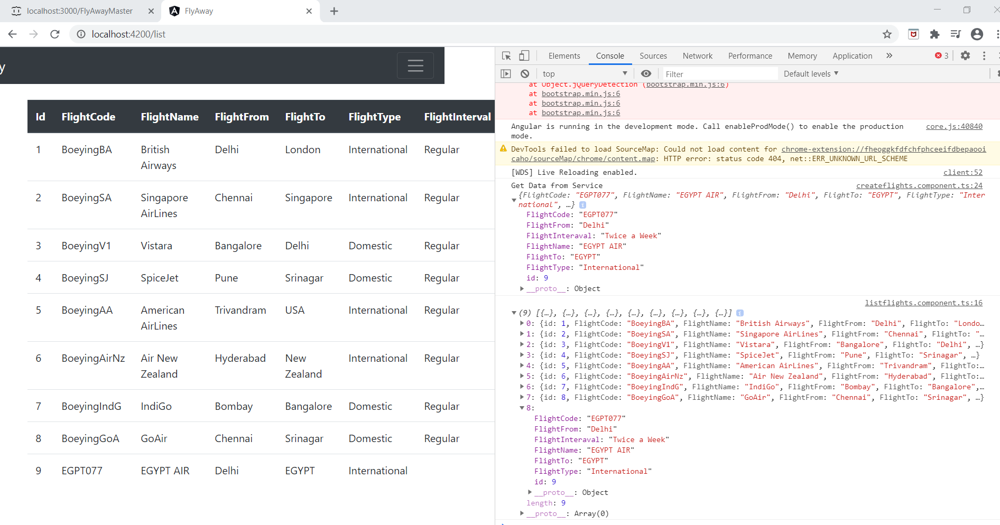 localhost:3000/FlyAwayMaster
FlyAway
localhost:4200/list
y
Id FlightCode FlightName FlightFrom FlightTo FlightType FlightInterval
1 BoeyingBA British Airways Delhi London International Regular
2 BoeyingSA Singapore AirLines Chennai Singapore International Regular
3 BoeyingV1 Vistara Bangalore Delhi Domestic Regular
4 BoeyingSJ SpiceJet Pune Srinagar Domestic Regular
5 BoeyingAA American AirLines Trivandram USA International Regular
6 BoeyingAirNz Air New Zealand Hyderabad New Zealand International Regular
7 BoeyingIndG IndiGo Bombay Bangalore Domestic Regular
8 BoeyingGoA GoAir Chennai Srinagar Domestic Regular
9 EGPT077 EGYPT AIR Delhi EGYPT International
Elements Console Sources Network Performance Memory Application » 3
top Filter Default levels
at Object.jQueryDetection (bootstrap.min.js:6)
at bootstrap.min.js:6
at bootstrap.min.js:6
at bootstrap.min.js:6
Angular is running in the development mode. Call enableProdMode() to enable the production core.js:40840
mode.
DevTools failed to load SourceMap: Could not load content for chrome-extension://fheoggkfdfchfphceeifdbepaooi
caho/sourceMap/chrome/content.map: HTTP error: status code 404, net::ERR_UNKNOWN_URL_SCHEME
[WDS] Live Reloading enabled. client:52
Get Data from Service createflights.component.ts:24
{FlightCode: "EGPT077", FlightName: "EGYPT AIR", FlightFrom: "Delhi", FlightTo: "EGYPT", FlightType: "Inter
national", …}
FlightCode: "EGPT077"
FlightFrom: "Delhi"
FlightInteraval: "Twice a Week"
FlightName: "EGYPT AIR"
FlightTo: "EGYPT"
FlightType: "International"
id: 9
__proto__: Object
listflights.component.ts:16
(9) [{…}, {…}, {…}, {…}, {…}, {…}, {…}, {…}, {…}]
0: {id: 1, FlightCode: "BoeyingBA", FlightName: "British Airways", FlightFrom: "Delhi", FlightTo: "Londo…
1: {id: 2, FlightCode: "BoeyingSA", FlightName: "Singapore AirLines", FlightFrom: "Chennai", FlightTo: "…
2: {id: 3, FlightCode: "BoeyingV1", FlightName: "Vistara", FlightFrom: "Bangalore", FlightTo: "Delhi", …}
3: {id: 4, FlightCode: "BoeyingSJ", FlightName: "SpiceJet", FlightFrom: "Pune", FlightTo: "Srinagar", …}
4: {id: 5, FlightCode: "BoeyingAA", FlightName: "American AirLines", FlightFrom: "Trivandram", FlightTo:…
5: {id: 6, FlightCode: "BoeyingAirNz", FlightName: "Air New Zealand", FlightFrom: "Hyderabad", FlightTo:…
6: {id: 7, FlightCode: "BoeyingIndG", FlightName: "IndiGo", FlightFrom: "Bombay", FlightTo: "Bangalore",…
7: {id: 8, FlightCode: "BoeyingGoA", FlightName: "GoAir", FlightFrom: "Chennai", FlightTo: "Srinagar", …}
8:
FlightCode: "EGPT077"
FlightFrom: "Delhi"
FlightInteraval: "Twice a Week"
FlightName: "EGYPT AIR"
FlightTo: "EGYPT"
FlightType: "International"
id: 9
__proto__: Object
length: 9
__proto__: Array(0)